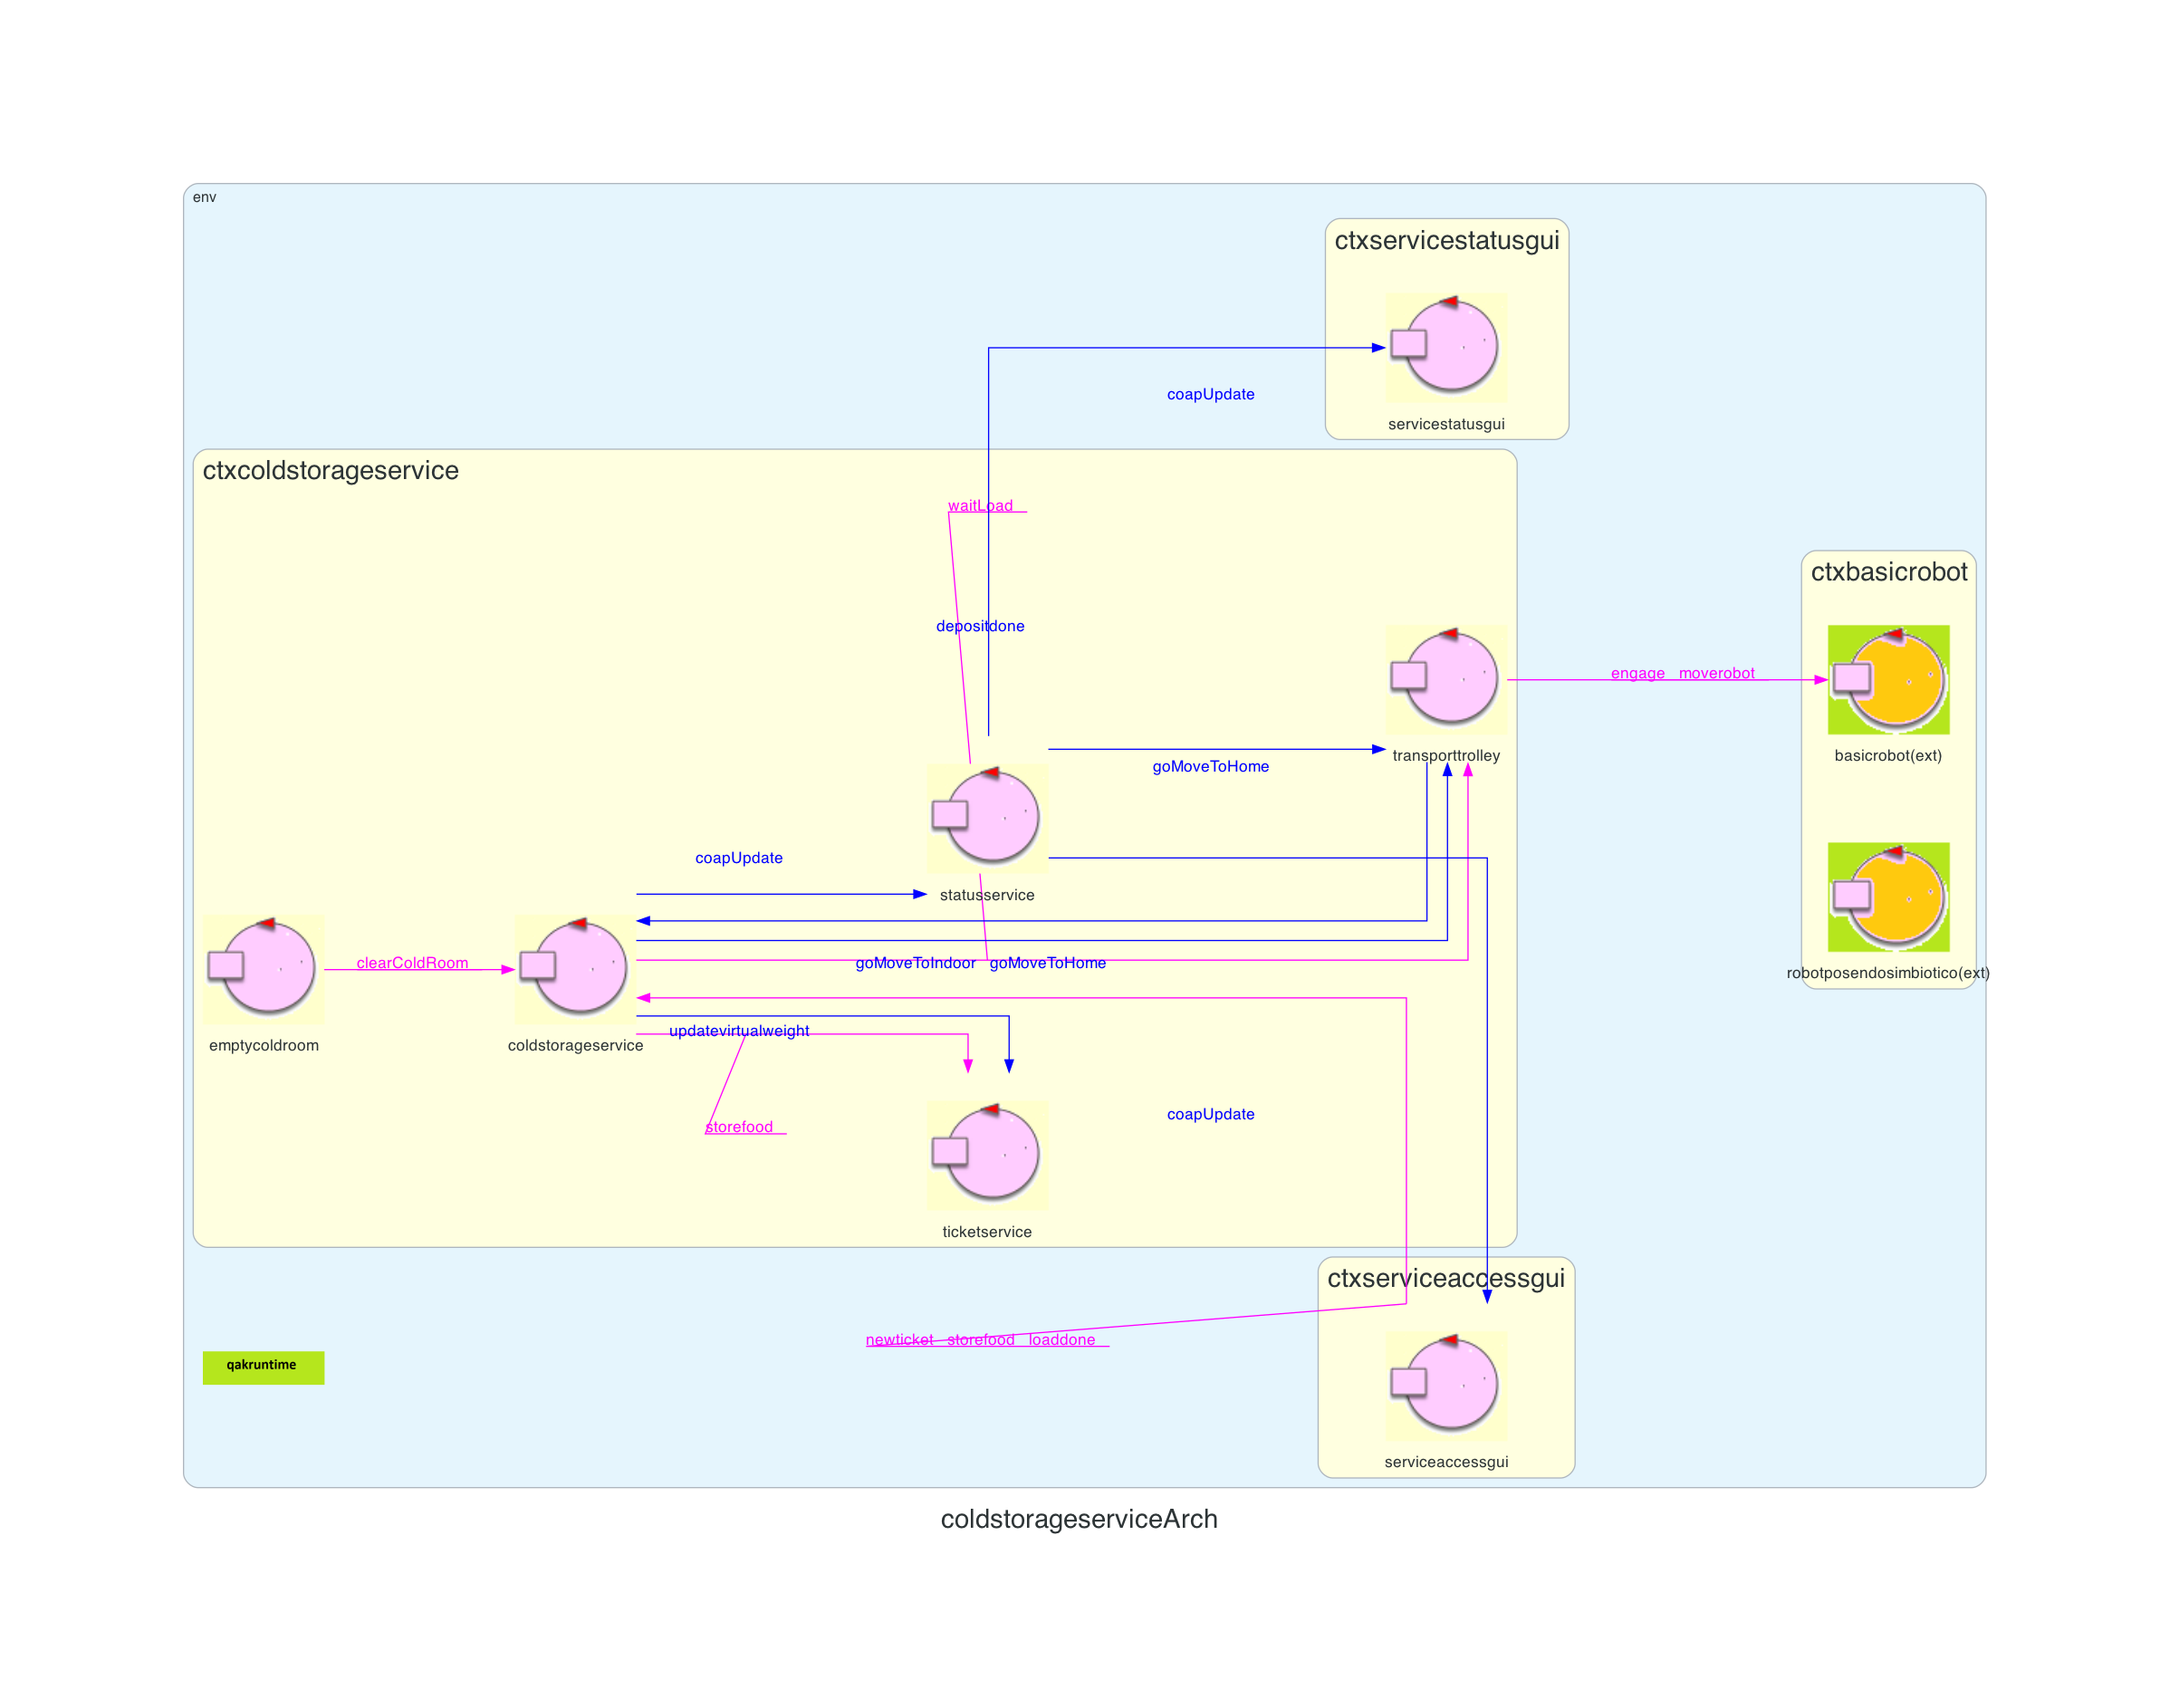 env
ctxservicestatusgui
coapUpdate
servicestatusgui
ctxcoldstorageservice
waitLoad
ctxbasicrobot
depositdone
engage moverobot
transporttrolley
basicrobot(ext)
goMoveToHome
coapUpdate
statusservice
clearColdRoom
goMoveToIndoor goMoveToHome
robotposendosimbiotico(ext)
updatevirtualweight
emptycoldroom
coldstorageservice
coapUpdate
storefood
ticketservice
ctxserviceaccessgui
newticket storefood loaddone
qakruntime
serviceaccessgui
coldstorageserviceArch